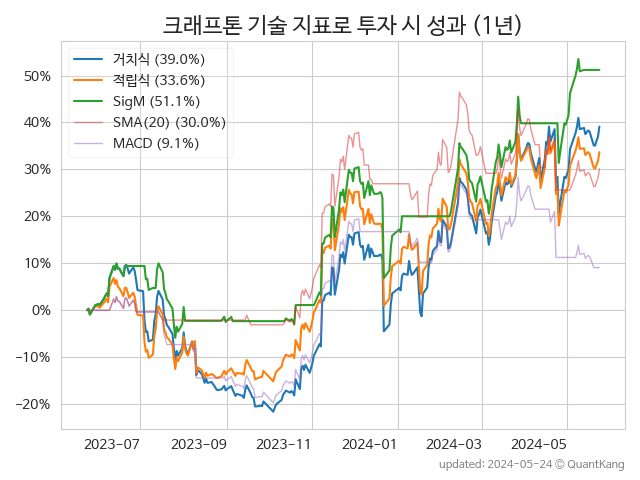 크래프톤 기술 지표로 투자 시 성과 (1년)
거치식 (39.0%)
적립식 (33.6%)
SigM (51.1%)
SMA(20) (30.0%)
MACD (9.1%)
50%
40%
30%
20%
10%
0%
−10%
−20%
2023-07
2023-09
2023-11
2024-01
2024-03
2024-05
updated: 2024-05-24 © QuantKang